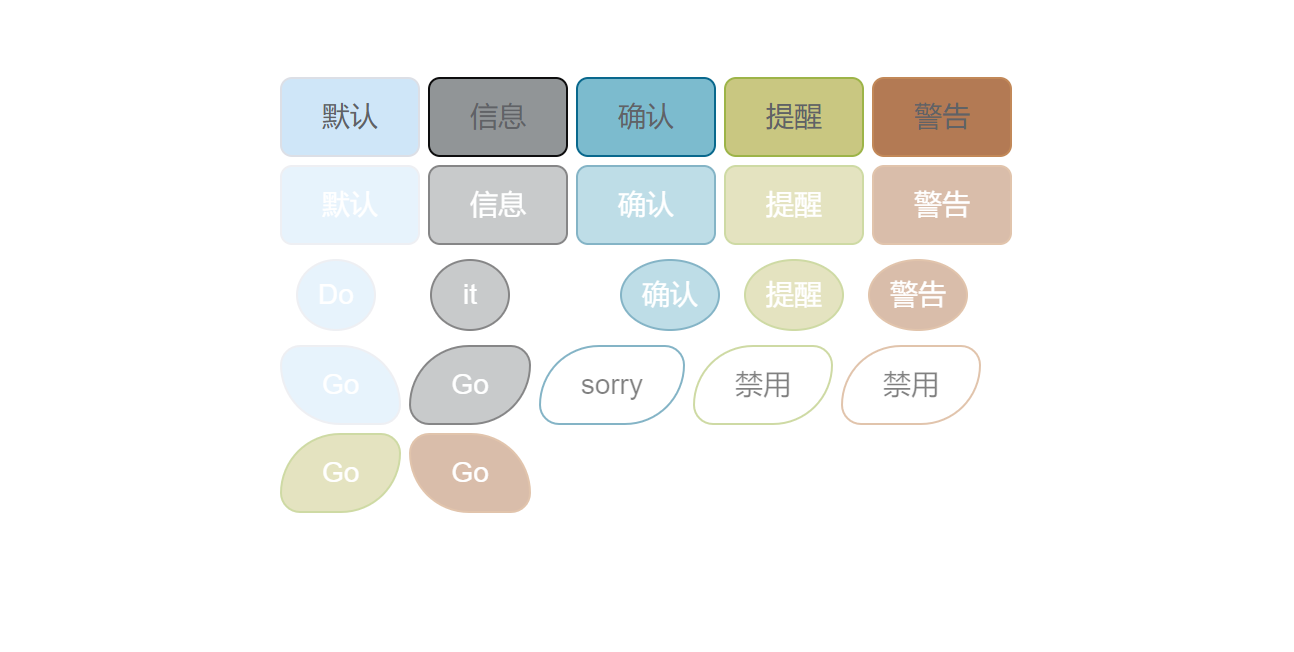 默认 信息 确认 提醒 警告
默认 信息 确认 提醒 警告
Do it 确认 提醒 警告
Go Go sorry 禁用 禁用
Go Go